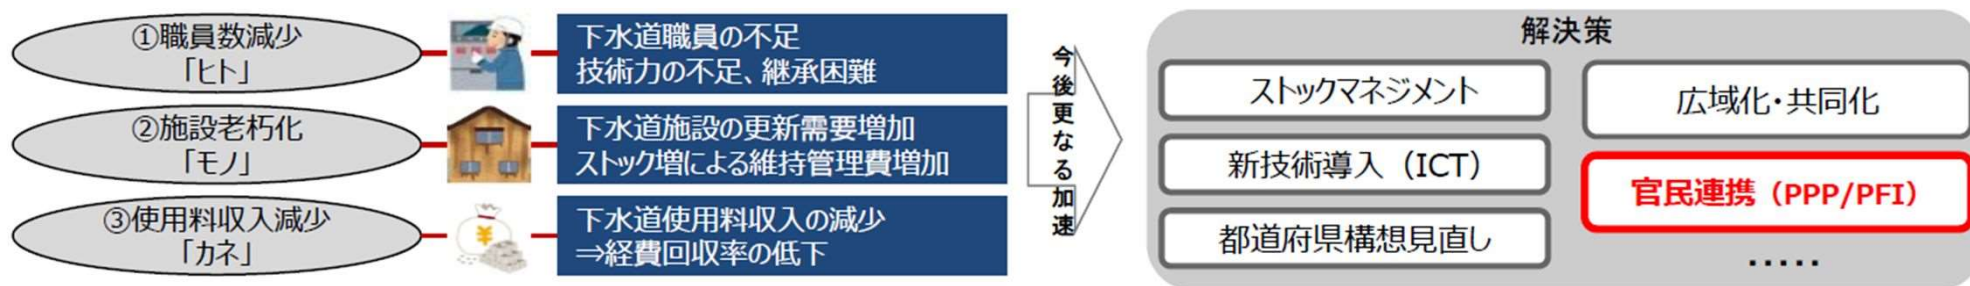 ①職員数減少
「ヒト」
下水道職員の不足
技術力の不足、継承困難
②施設老朽化
「モノ」
下水道施設の更新需要増加
ストック増による維持管理費増加
③使用料収入減少
「カネ」
¥
下水道使用料収入の減少
⇒経費回収率の低下
今後更なる加速
解決策
ストックマネジメント
広域化・共同化
新技術導入（ICT）
官民連携（PPP/PFI）
都道府県構想見直し
・・・・・